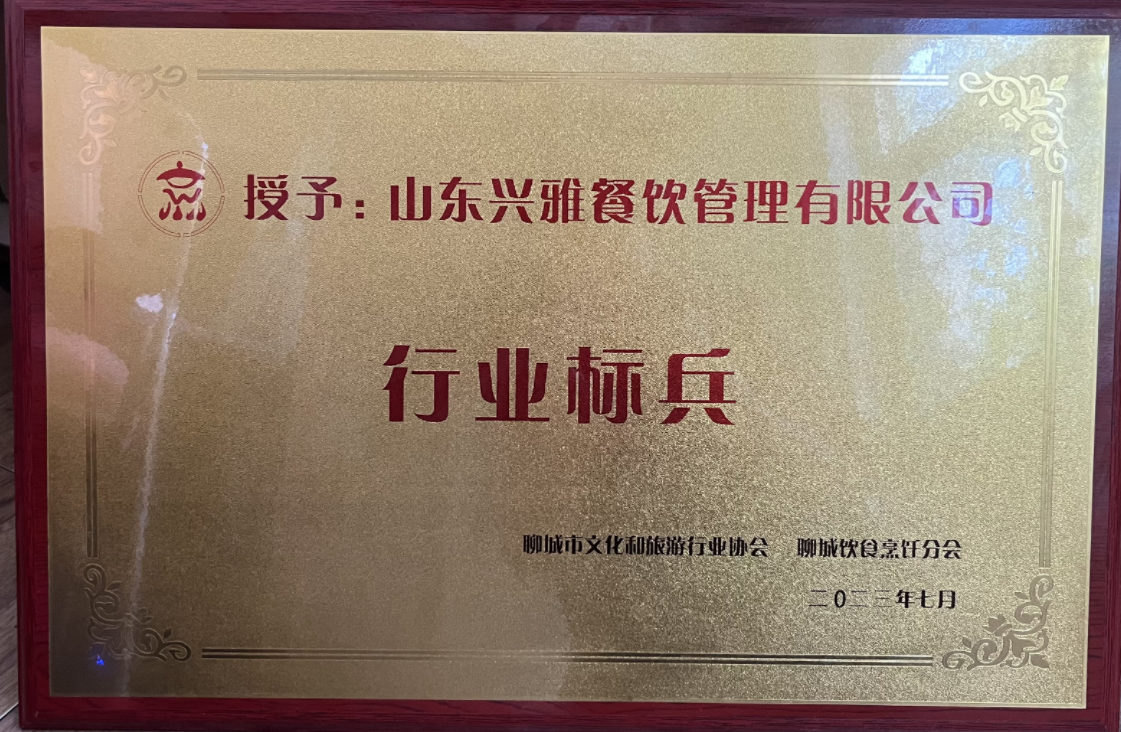 授予：山东兴雅餐饮管理有限公司
行业标兵
聊城市文化和旅游行业协会 聊城饮食烹饪分会
二0二三年七月